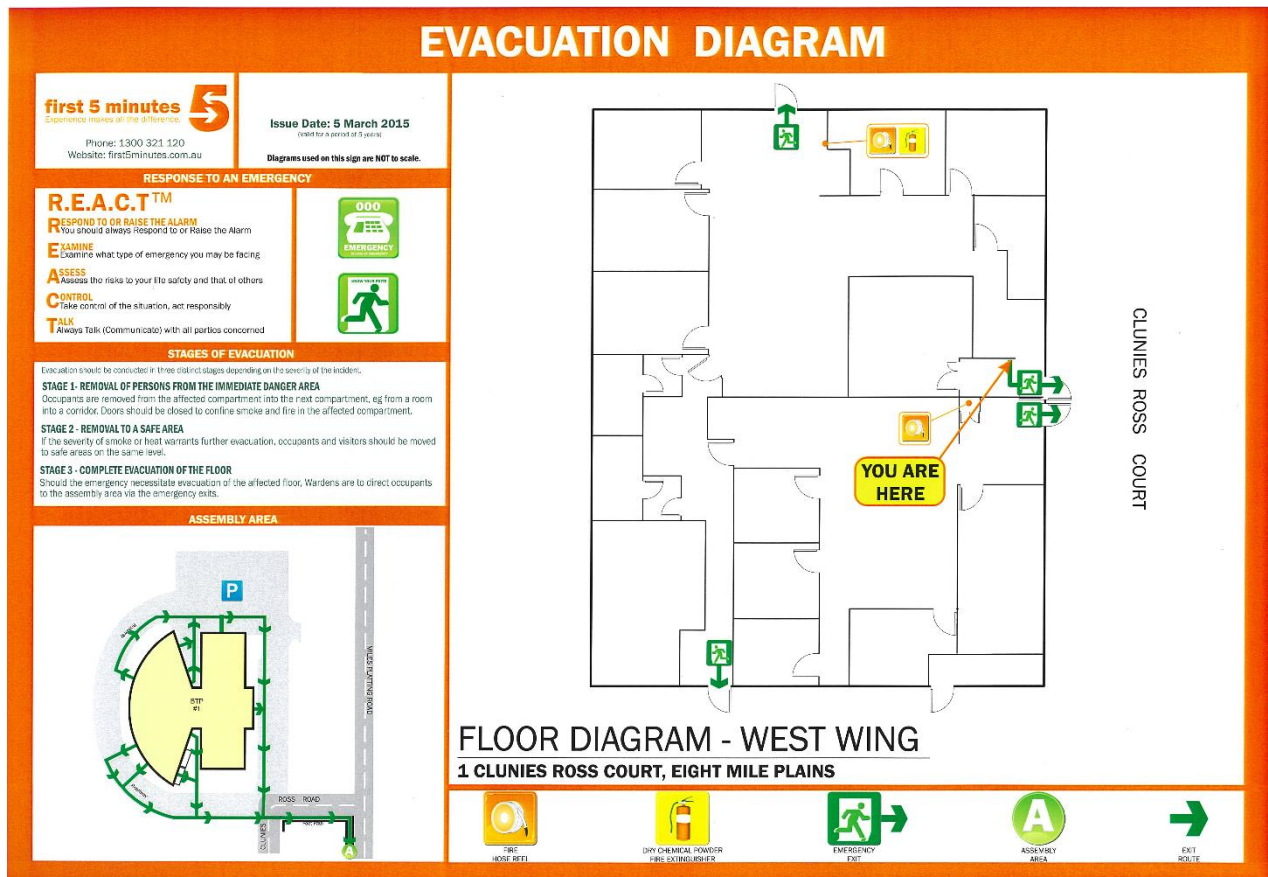 EVACUATION DIAGRAM
first 5 minutes
5
Experience makes all the difference.
Phone: 1300 321 120
Website: first5minutes.com.au
Issue Date: 5 March 2015
(valid for a period of 5 years)
Diagrams used on this sign are NOT to scale.
RESPONSE TO AN EMERGENCY
R.E.A.C.T™
RESPOND TO OR RAISE THE ALARM
You should always Respond to or Raise the Alarm
EXAMINE
Examine what type of emergency you may be facing
ASSESS
Assess the risks to your life safety and that of others
CONTROL
Take control of the situation, act responsibly
TALK
Always Talk (Communicate) with all parties concerned
000
EMERGENCY
KNOW YOUR PATH
STAGES OF EVACUATION
Evacuation should be conducted in three distinct stages depending on the severity of the incident.
STAGE 1- REMOVAL OF PERSONS FROM THE IMMEDIATE DANGER AREA
Occupants are removed from the affected compartment into the next compartment, eg from a room
into a corridor. Doors should be closed to confine smoke and fire in the affected compartment.
STAGE 2 - REMOVAL TO A SAFE AREA
If the severity of smoke or heat warrants further evacuation, occupants and visitors should be moved
to safe areas on the same level.
STAGE 3 - COMPLETE EVACUATION OF THE FLOOR
Should the emergency necessitate evacuation of the affected floor, Wardens are to direct occupants
to the assembly area via the emergency exits.
ASSEMBLY AREA
P
BTP
#1
MILES PLATTING ROAD
ROSS ROAD
CLUNIES
A
YOU ARE
HERE
CLUNIES ROSS COURT
FLOOR DIAGRAM - WEST WING
1 CLUNIES ROSS COURT, EIGHT MILE PLAINS
FIRE
HOSE REEL
DRY CHEMICAL POWDER
FIRE EXTINGUISHER
EMERGENCY
EXIT
A
ASSEMBLY
AREA
EXIT
ROUTE